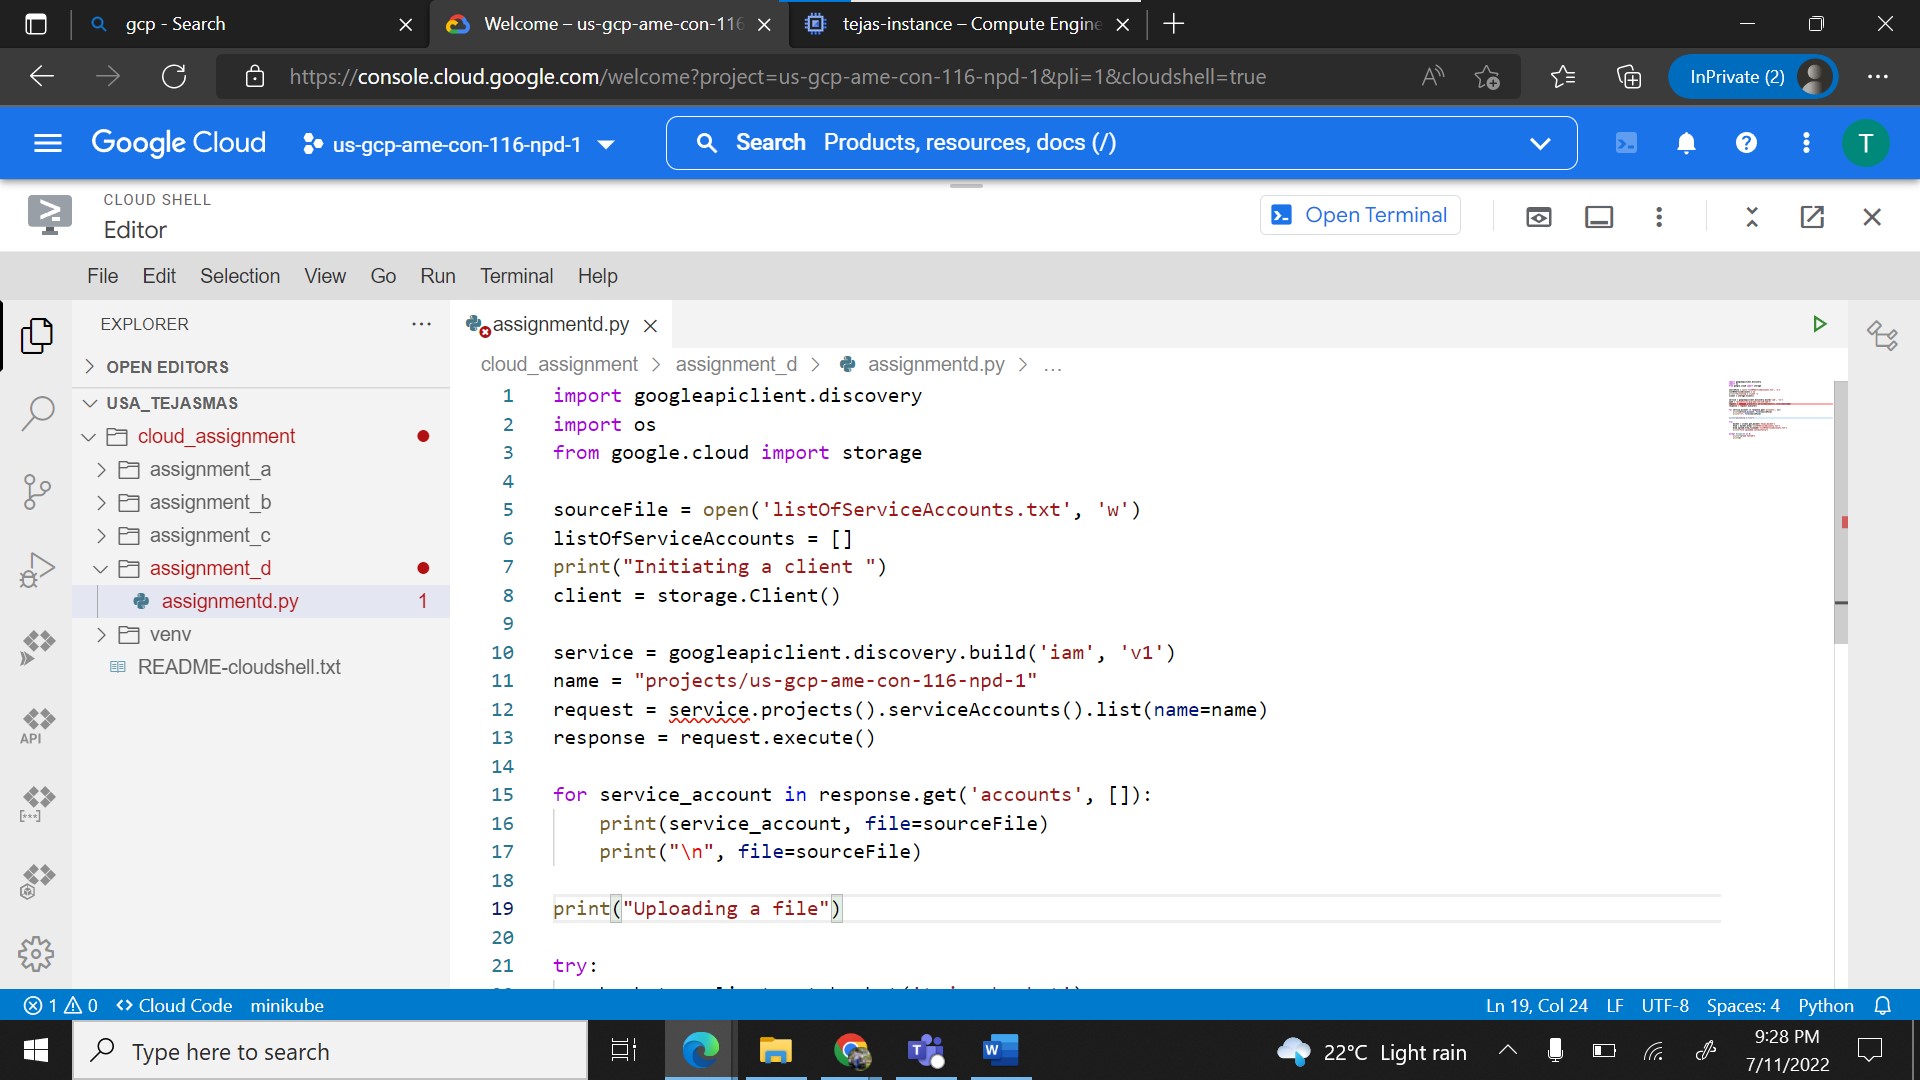 gcp - Search
Welcome – us-gcp-ame-con-116
tejas-instance – Compute Engine
https://console.cloud.google.com/welcome?project=us-gcp-ame-con-116-npd-1&pli=1&cloudshell=true
InPrivate (2)
Google Cloud
us-gcp-ame-con-116-npd-1
Search Products, resources, docs (/)
T
CLOUD SHELL
Editor
Open Terminal
File Edit Selection View Go Run Terminal Help
EXPLORER
OPEN EDITORS
USA_TEJASMAS
cloud_assignment
assignment_a
assignment_b
assignment_c
assignment_d
assignmentd.py 1
venv
README-cloudshell.txt
API
assignmentd.py
cloud_assignment > assignment_d > assignmentd.py > ...
1 import googleapiclient.discovery
2 import os
3 from google.cloud import storage
4
5 sourceFile = open('listOfServiceAccounts.txt', 'w')
6 listOfServiceAccounts = []
7 print("Initiating a client ")
8 client = storage.Client()
9
10 service = googleapiclient.discovery.build('iam', 'v1')
11 name = "projects/us-gcp-ame-con-116-npd-1"
12 request = service.projects().serviceAccounts().list(name=name)
13 response = request.execute()
14
15 for service_account in response.get('accounts', []):
16 print(service_account, file=sourceFile)
17 print("\n", file=sourceFile)
18
19 print("Uploading a file")
20
21 try:
1 0 <> Cloud Code minikube
Ln 19, Col 24 LF UTF-8 Spaces: 4 Python
Type here to search
22°C Light rain
9:28 PM
7/11/2022